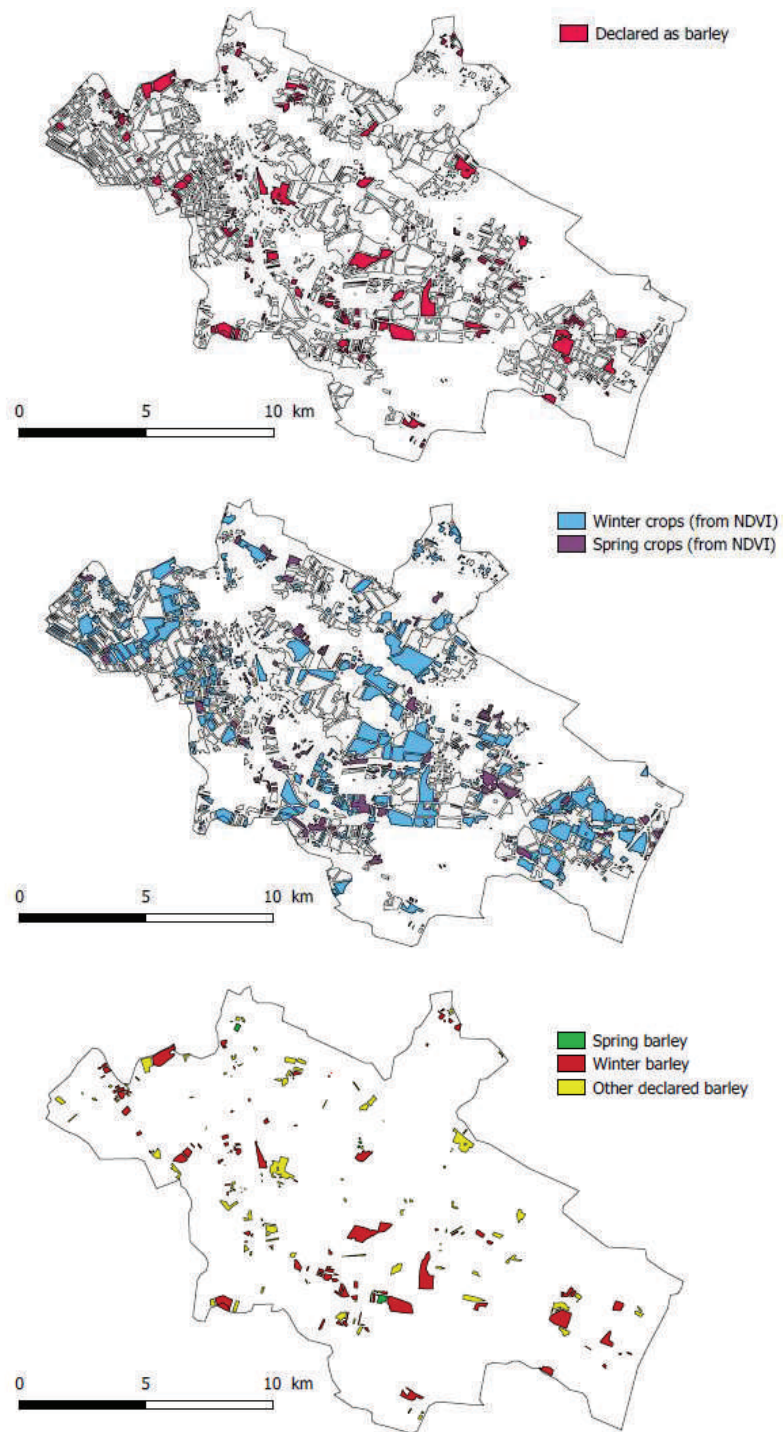 Declared as barley
0 5 10 km
Winter crops (from NDVI)
Spring crops (from NDVI)
0 5 10 km
Spring barley
Winter barley
Other declared barley
0 5 10 km